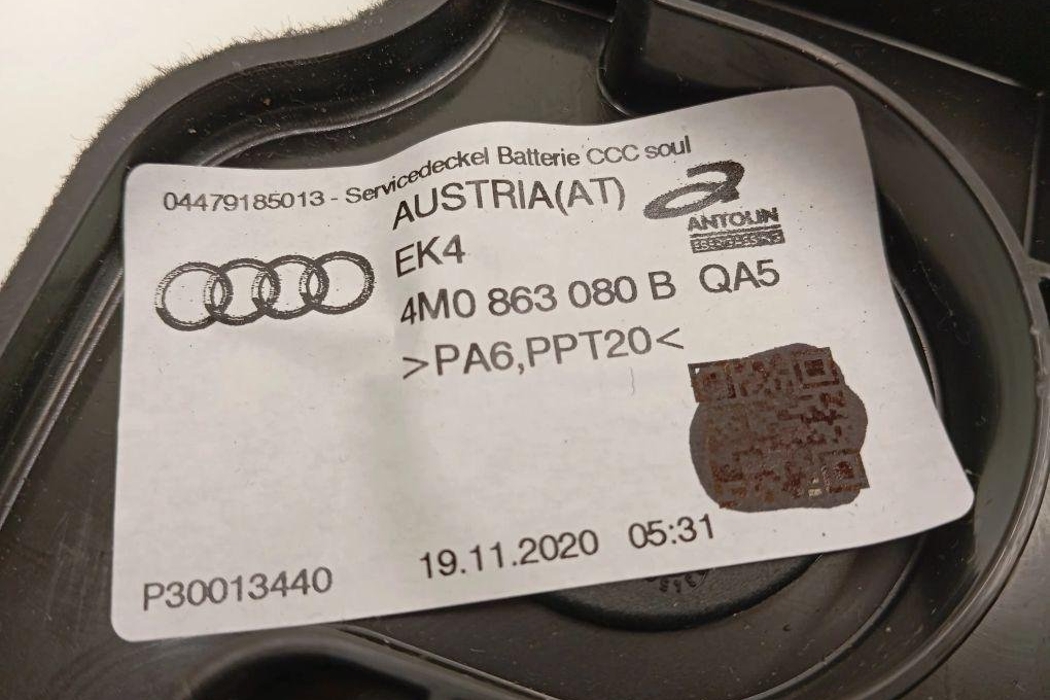 04479185013 - Servicedeckel Batterie CCC soul
AUSTRIA(AT)
ANTOLIN
EBERGASSING
EK4
4M0 863 080 B QA5
>PA6,PPT20<
19.11.2020 05:31
P30013440